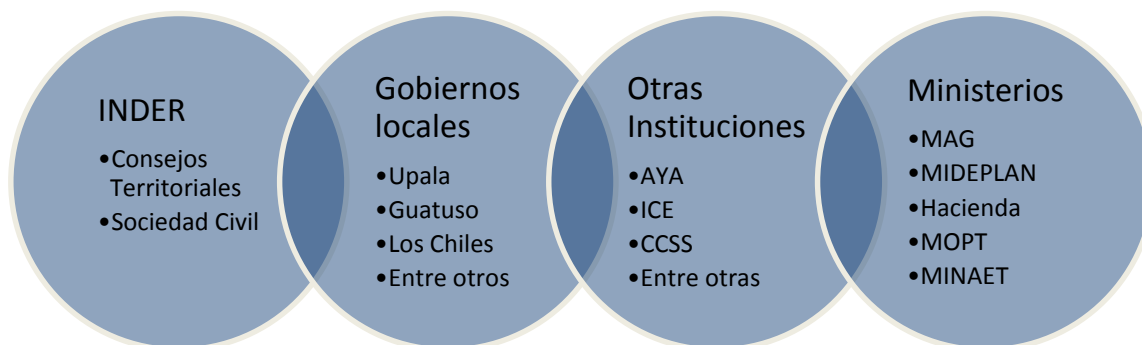 INDER
•Consejos
Territoriales
•Sociedad Civil
Gobiernos
locales
•Upala
•Guatuso
•Los Chiles
•Entre otros
Otras
Instituciones
•AYA
•ICE
•CCSS
•Entre otras
Ministerios
•MAG
•MIDEPLAN
•Hacienda
•MOPT
•MINAET